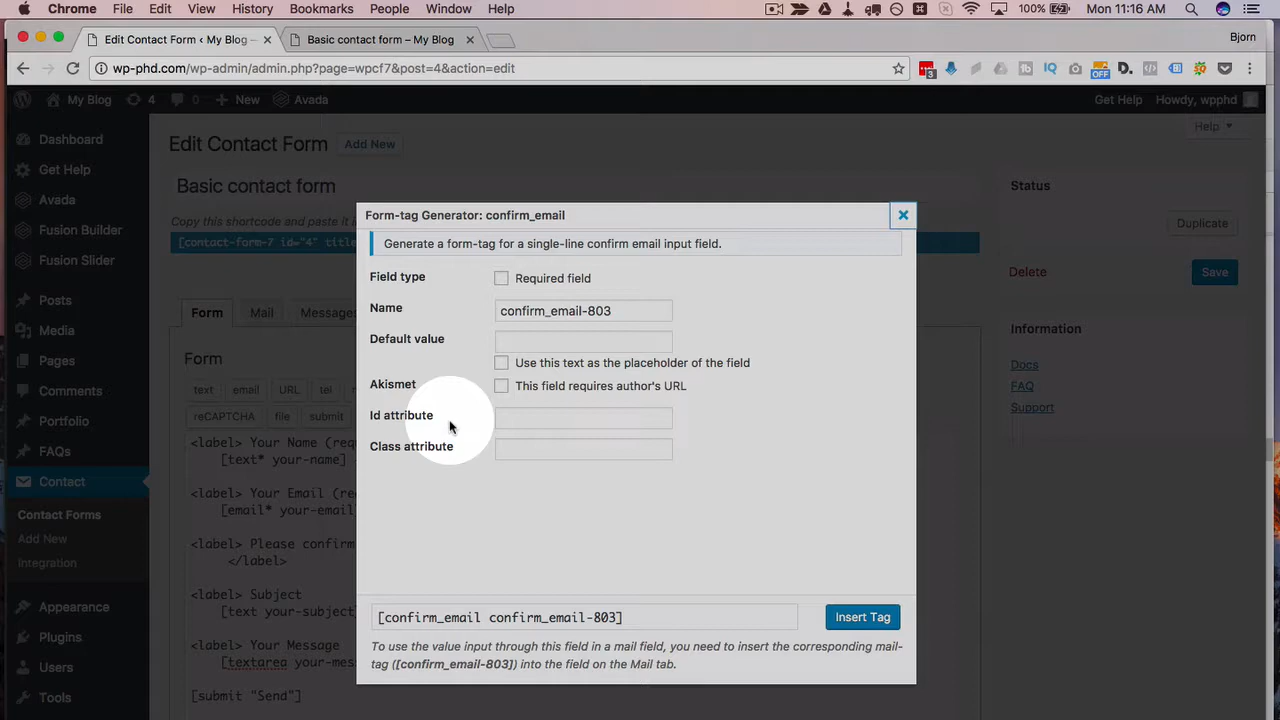 Chrome File Edit View History Bookmarks People Window Help 100% Mon 11:16 AM
Edit Contact Form ‹ My Blog – Basic contact form – My Blog Bjorn
wp-phd.com/wp-admin/admin.php?page=wpcf7&post=4&action=edit 3 OFF
My Blog 4 0 New Avada Get Help Howdy, wpphd
Help
Dashboard
Get Help
Avada
Fusion Builder
Fusion Slider
Posts
Media
Pages
Comments
Portfolio
FAQs
Contact
Contact Forms
Add New
Integration
Appearance
Plugins
Users
Tools
Edit Contact Form Add New
Basic contact form
Copy this shortcode and paste it i
[contact-form-7 id="4" title
Form Mail Messages
Form
text email URL tel
reCAPTCHA file submit
<label> Your Name (req
[text* your-name]
<label> Your Email (re
[email* your-email
<label> Please confirm
</label>
<label> Subject
[text your-subject
<label> Your Message
[textarea your-mes
[submit "Send"]
Form-tag Generator: confirm_email
Generate a form-tag for a single-line confirm email input field.
Field type Required field
Name confirm_email-803
Default value
Use this text as the placeholder of the field
Akismet This field requires author's URL
Id attribute
Class attribute
[confirm_email confirm_email-803] Insert Tag
To use the value input through this field in a mail field, you need to insert the corresponding mail-
tag ([confirm_email-803]) into the field on the Mail tab.
Status
Duplicate
Delete Save
Information
Docs
FAQ
Support